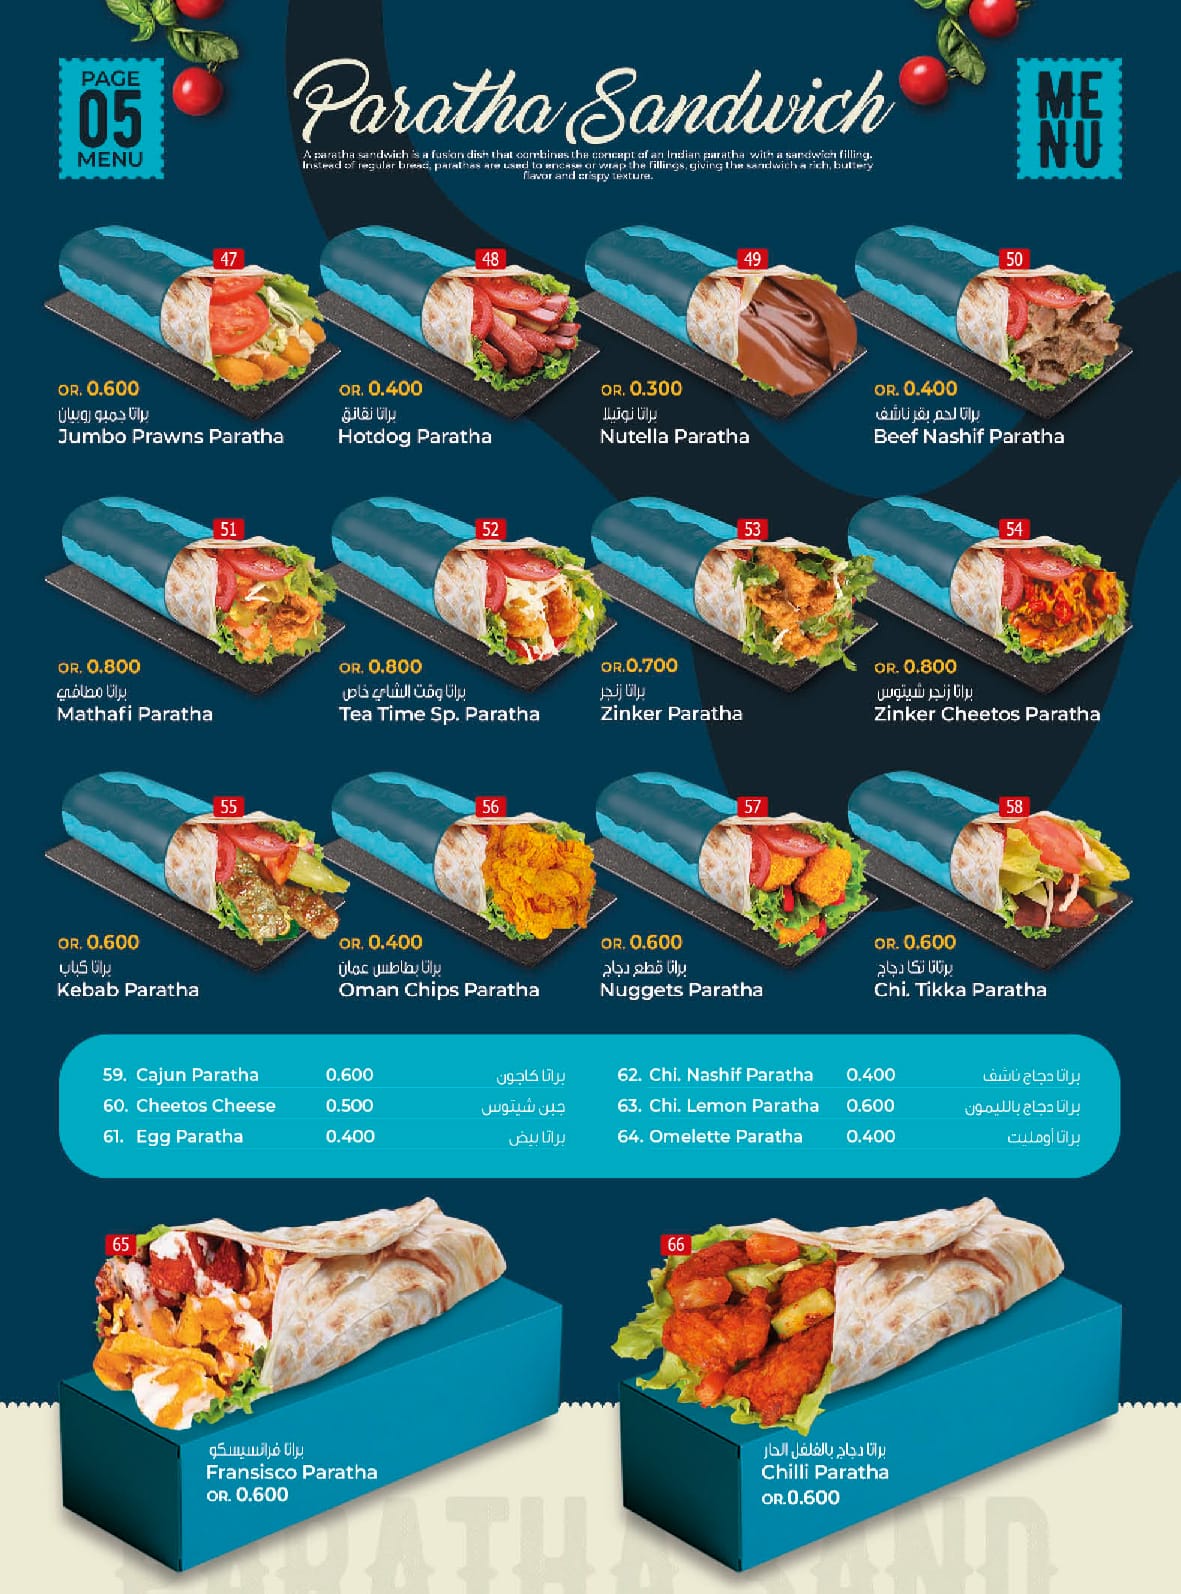 PAGE
05
MENU
Paratha Sandwich
ME
NU
A paratha sandwich is a fusion dish that combines the concept of an Indian paratha with a sandwich filling.
Instead of regular bread, parathas are used to encase or wrap the fillings, giving the sandwich a rich, buttery
flavor and crispy texture.
47
OR. 0.600
براتا جمبو روبيان
Jumbo Prawns Paratha
48
OR. 0.400
براتا نقانق
Hotdog Paratha
49
OR. 0.300
براتا نوتيلا
Nutella Paratha
50
OR. 0.400
براتا لحم بقر ناشف
Beef Nashif Paratha
51
OR. 0.800
براتا مطافي
Mathafi Paratha
52
OR. 0.800
براتا وقت الشاي خاص
Tea Time Sp. Paratha
53
OR.0.700
براتا زنجر
Zinker Paratha
54
OR. 0.800
براتا زنجر شيتوس
Zinker Cheetos Paratha
55
OR. 0.600
براتا كباب
Kebab Paratha
56
OR. 0.400
براتا بطاطس عمان
Oman Chips Paratha
57
OR. 0.600
براتا قطع دجاج
Nuggets Paratha
58
OR. 0.600
برتاتا تكا دجاج
Chi. Tikka Paratha
59. Cajun Paratha 0.600 براتا كاجون
60. Cheetos Cheese 0.500 جبن شيتوس
61. Egg Paratha 0.400 براتا بيض
62. Chi. Nashif Paratha 0.400 براتا دجاج ناشف
63. Chi. Lemon Paratha 0.600 براتا دجاج بالليمون
64. Omelette Paratha 0.400 براتا أومليت
65
براتا فرانسيسكو
Fransisco Paratha
OR. 0.600
66
براتا دجاج بالفلفل الحار
Chilli Paratha
OR.0.600
PARATHA SAND